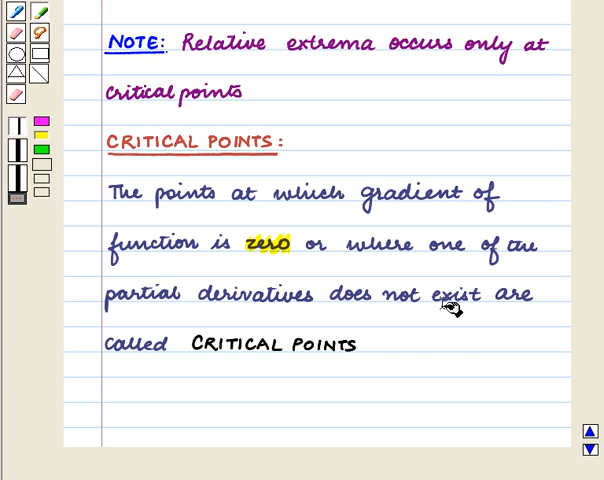 NOTE: Relative extrema occurs only at
critical points
CRITICAL POINTS:
The points at which gradient of
function is zero or where one of the
partial derivatives does not exist are
called CRITICAL POINTS